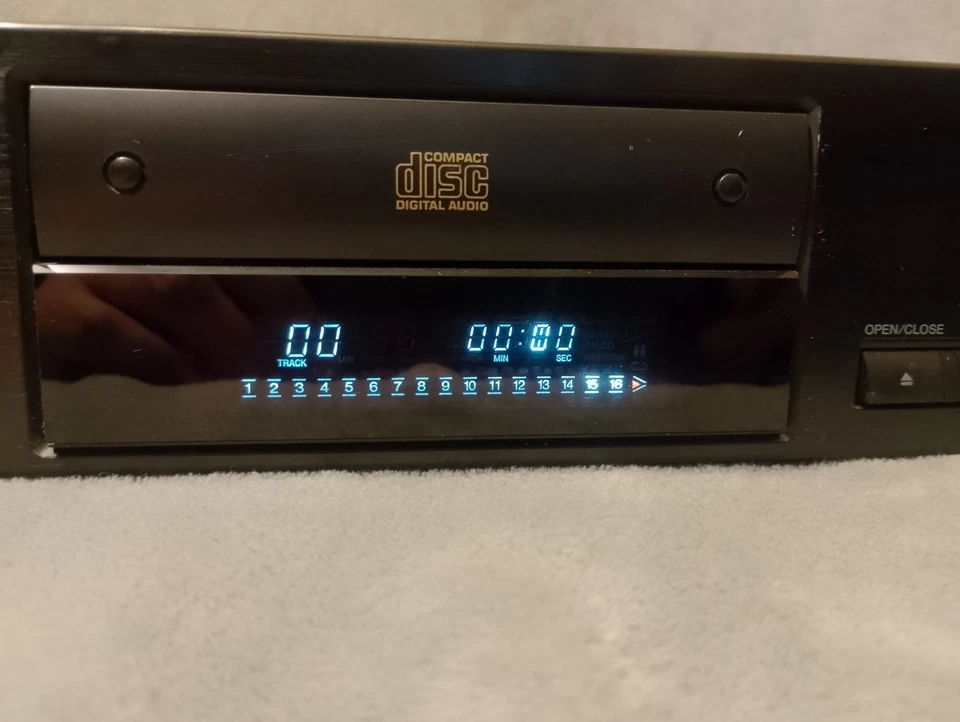 COMPACT
disc
DIGITAL AUDIO
OPEN/CLOSE
00 00:00
TRACK MIN SEC
1 2 3 4 5 6 7 8 9 10 11 12 13 14 15 16